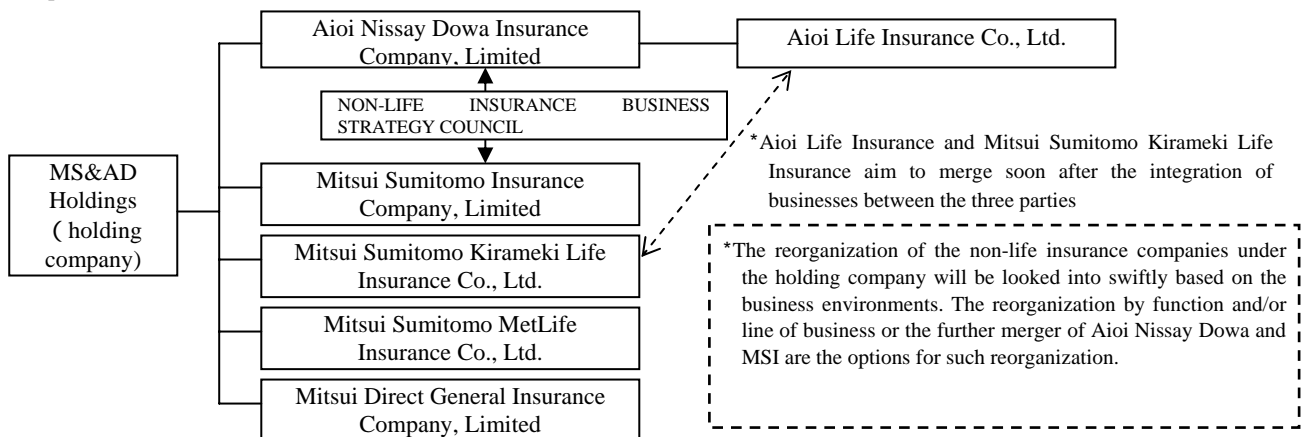 Aioi Nissay Dowa Insurance
Company, Limited
Aioi Life Insurance Co., Ltd.
NON-LIFE INSURANCE BUSINESS
STRATEGY COUNCIL
*Aioi Life Insurance and Mitsui Sumitomo Kirameki Life
Insurance aim to merge soon after the integration of
businesses between the three parties
MS&AD
Holdings
( holding
company)
Mitsui Sumitomo Insurance
Company, Limited
Mitsui Sumitomo Kirameki Life
Insurance Co., Ltd.
Mitsui Sumitomo MetLife
Insurance Co., Ltd.
Mitsui Direct General Insurance
Company, Limited
*The reorganization of the non-life insurance companies under
the holding company will be looked into swiftly based on the
business environments. The reorganization by function and/or
line of business or the further merger of Aioi Nissay Dowa and
MSI are the options for such reorganization.